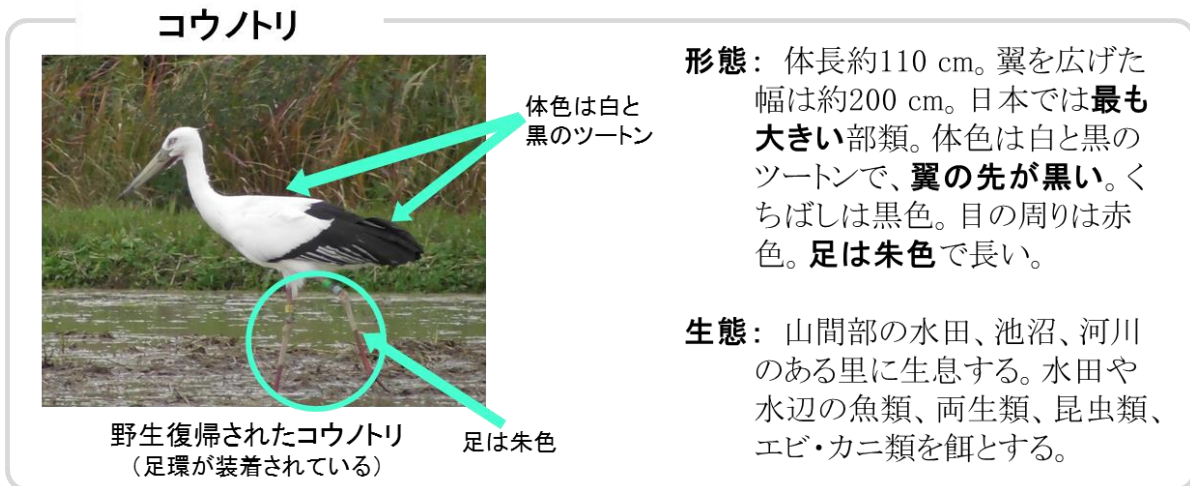 コウノトリ
体色は白と
黒のツートン
足は朱色
野生復帰されたコウノトリ
（足環が装着されている）
形態： 体長約110 cm。翼を広げた
幅は約200 cm。日本では最も
大きい部類。体色は白と黒の
ツートンで、翼の先が黒い。く
ちばしは黒色。目の周りは赤
色。足は朱色で長い。
生態： 山間部の水田、池沼、河川
のある里に生息する。水田や
水辺の魚類、両生類、昆虫類、
エビ・カニ類を餌とする。